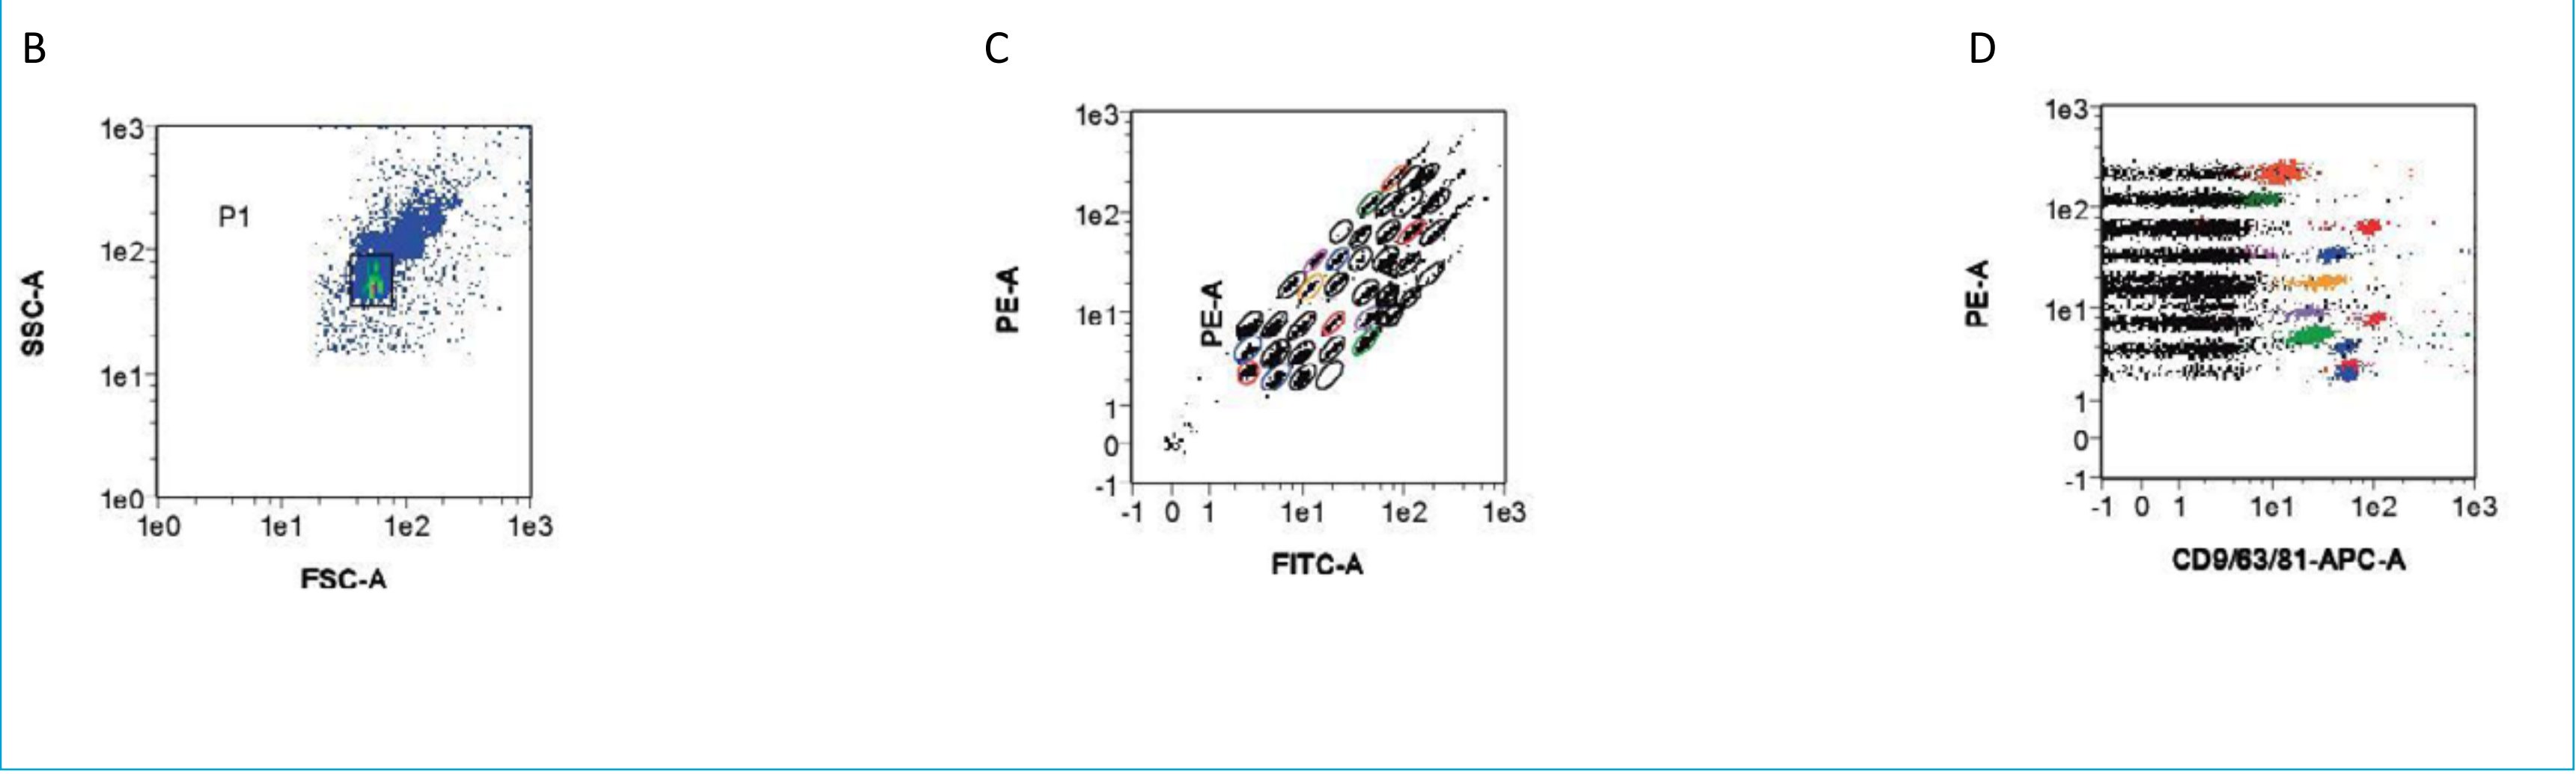 B
C
D
1e3
1e2
1e1
1e0
SSC-A
P1
1e0 1e1 1e2 1e3
FSC-A
1e3
1e2
1e1
1
0
-1
PE-A
PE-A
-1 0 1 1e1 1e2 1e3
FITC-A
1e3
1e2
1e1
1
0
-1
PE-A
-1 0 1 1e1 1e2 1e3
CD9/63/81-APC-A